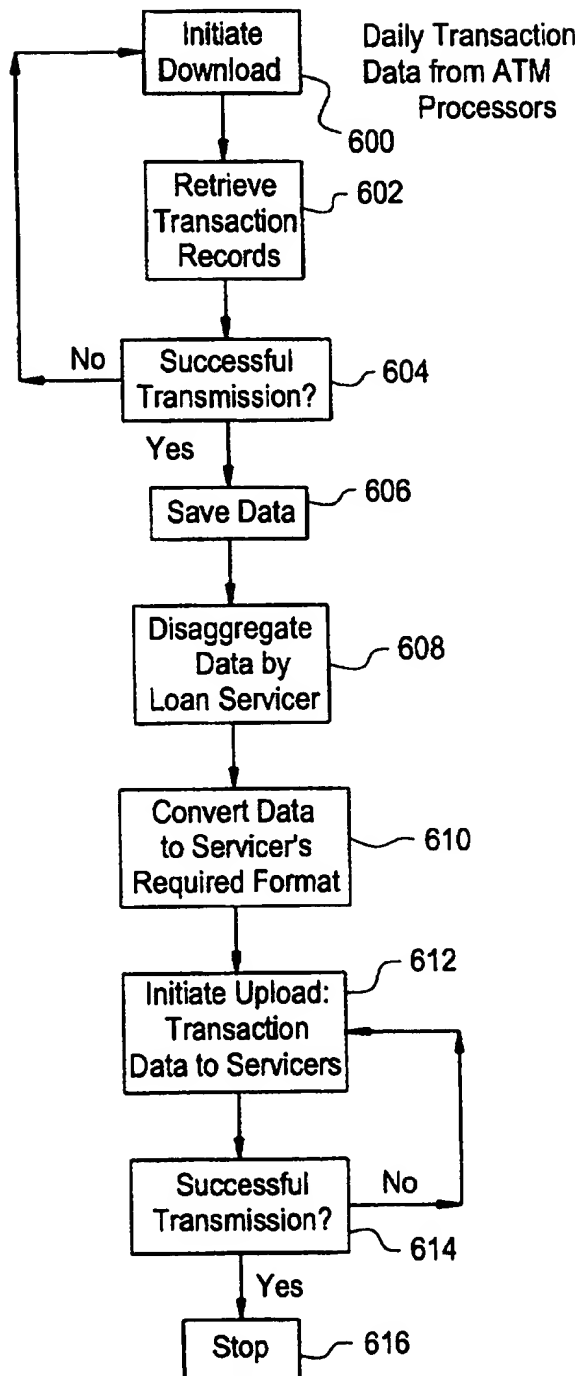 Initiate
Download
Daily Transaction
Data from ATM
Processors
600
Retrieve
Transaction
Records
602
Successful
Transmission?
604
No
Yes
Save Data
606
Disaggregate
Data by
Loan Servicer
608
Convert Data
to Servicer's
Required Format
610
Initiate Upload:
Transaction
Data to Servicers
612
Successful
Transmission?
No
614
Yes
Stop
616